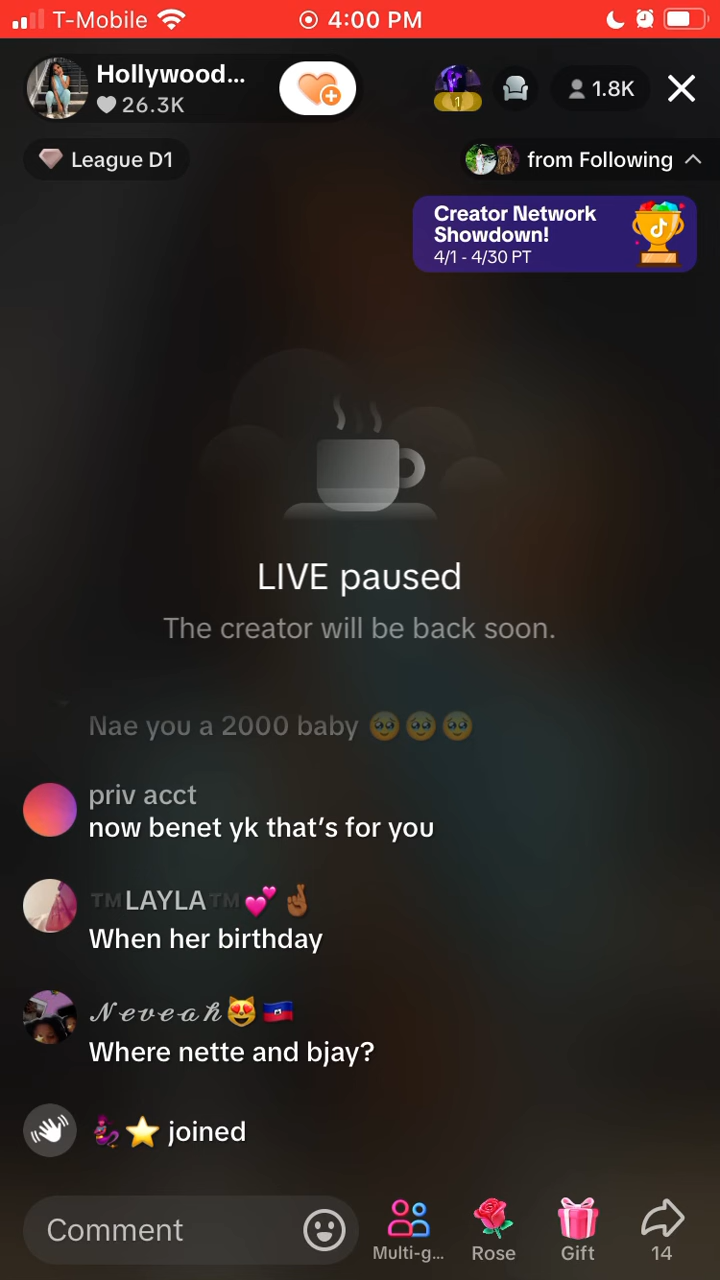 T-Mobile
4:00 PM
Hollywood...
26.3K
1
1.8K
League D1
from Following
Creator Network
Showdown!
4/1 - 4/30 PT
LIVE paused
The creator will be back soon.
Nae you a 2000 baby 🥹🥹🥹
priv acct
now benet yk that’s for you
™️LAYLA™️💕🤞🏾
When her birthday
𝒩𝑒𝓋𝑒𝒶𝒽😻🇭🇹
Where nette and bjay?
⭐ joined
Comment
Multi-g...
Rose
Gift
14